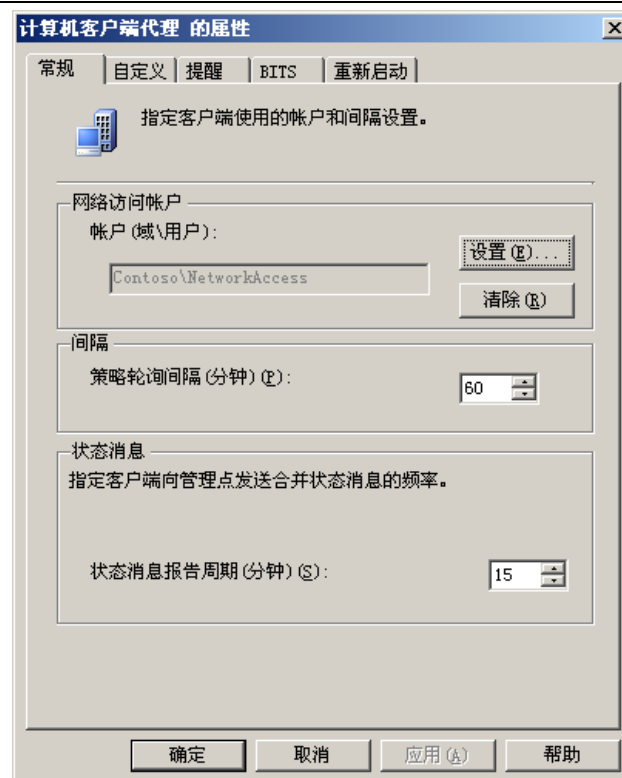 计算机客户端代理 的属性
常规 自定义 提醒 BITS 重新启动
指定客户端使用的帐户和间隔设置。
网络访问帐户
帐户(域\用户):
设置(E)...
Contoso\NetworkAccess
清除(R)
间隔
策略轮询间隔(分钟)(P):
60
状态消息
指定客户端向管理点发送合并状态消息的频率。
状态消息报告周期(分钟)(S):
15
确定 取消 应用(A) 帮助